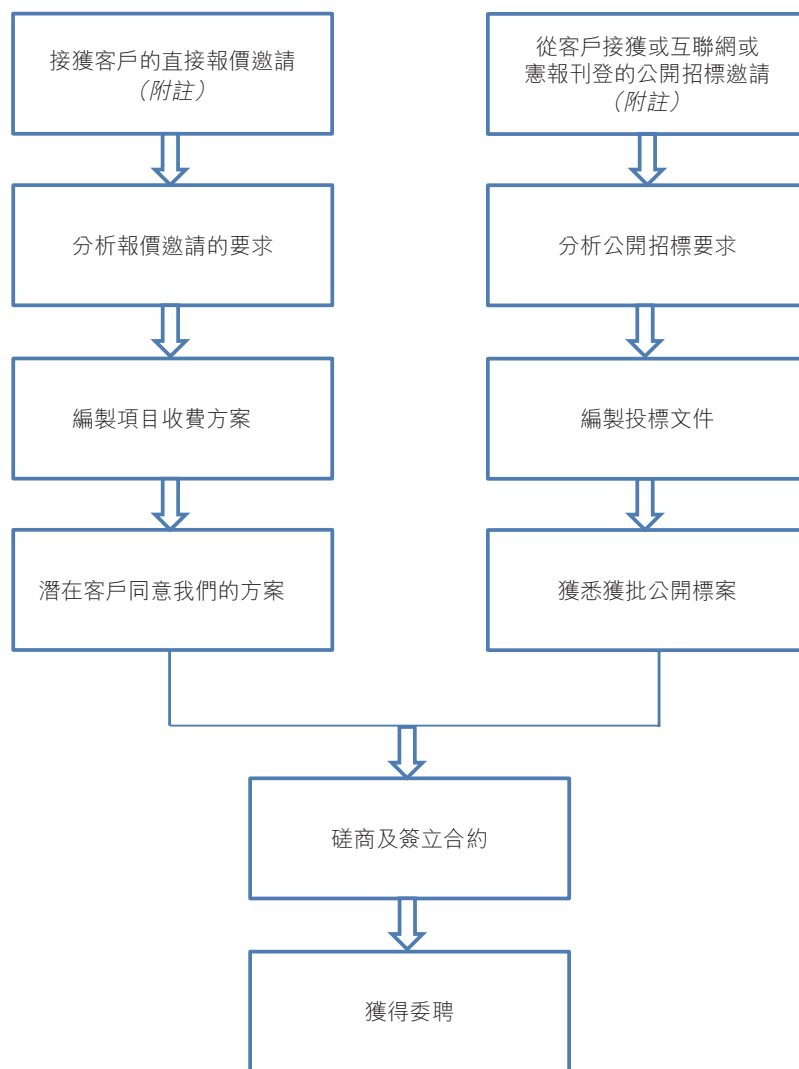 接獲客戶的直接報價邀請
（附註）
分析報價邀請的要求
編製項目收費方案
潛在客戶同意我們的方案
從客戶接獲或互聯網或
憲報刊登的公開招標邀請
（附註）
分析公開招標要求
編製投標文件
獲悉獲批公開標案
磋商及簽立合約
獲得委聘